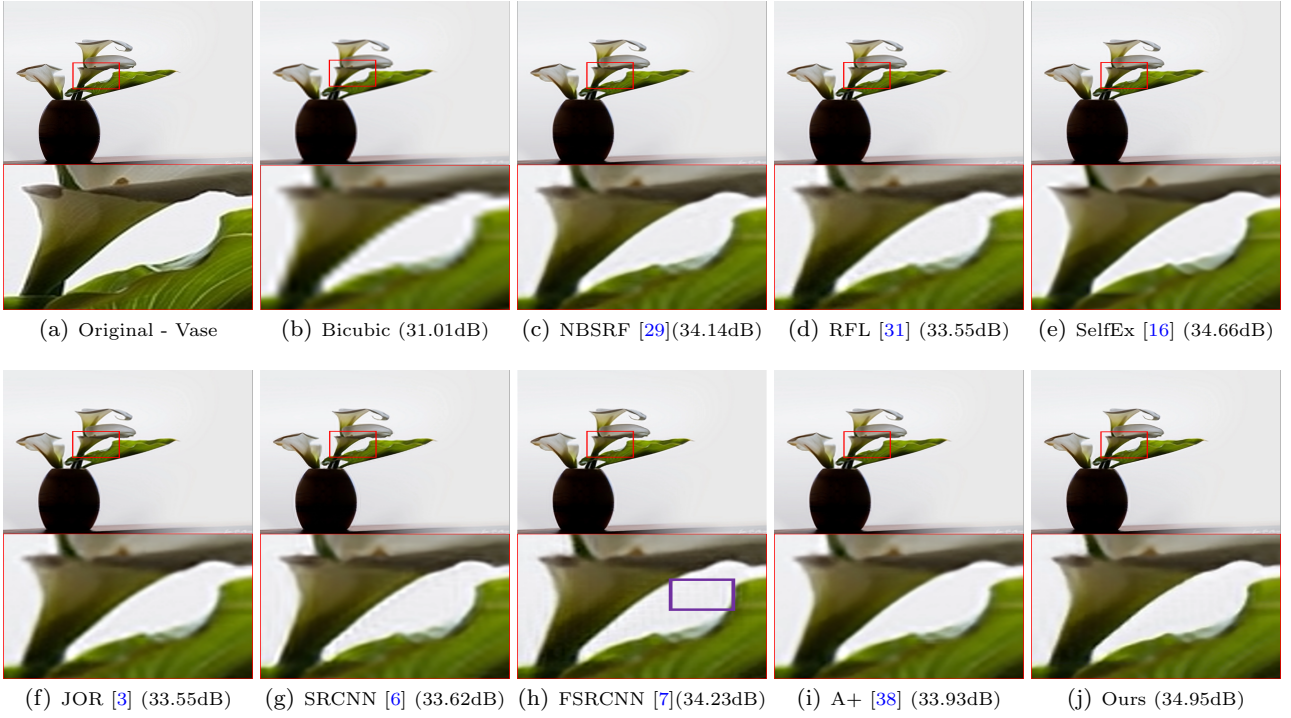 (a) Original - Vase
(b) Bicubic (31.01dB)
(c) NBSRF [29](34.14dB)
(d) RFL [31] (33.55dB)
(e) SelfEx [16] (34.66dB)
(f) JOR [3] (33.55dB)
(g) SRCNN [6] (33.62dB)
(h) FSRCNN [7](34.23dB)
(i) A+ [38] (33.93dB)
(j) Ours (34.95dB)